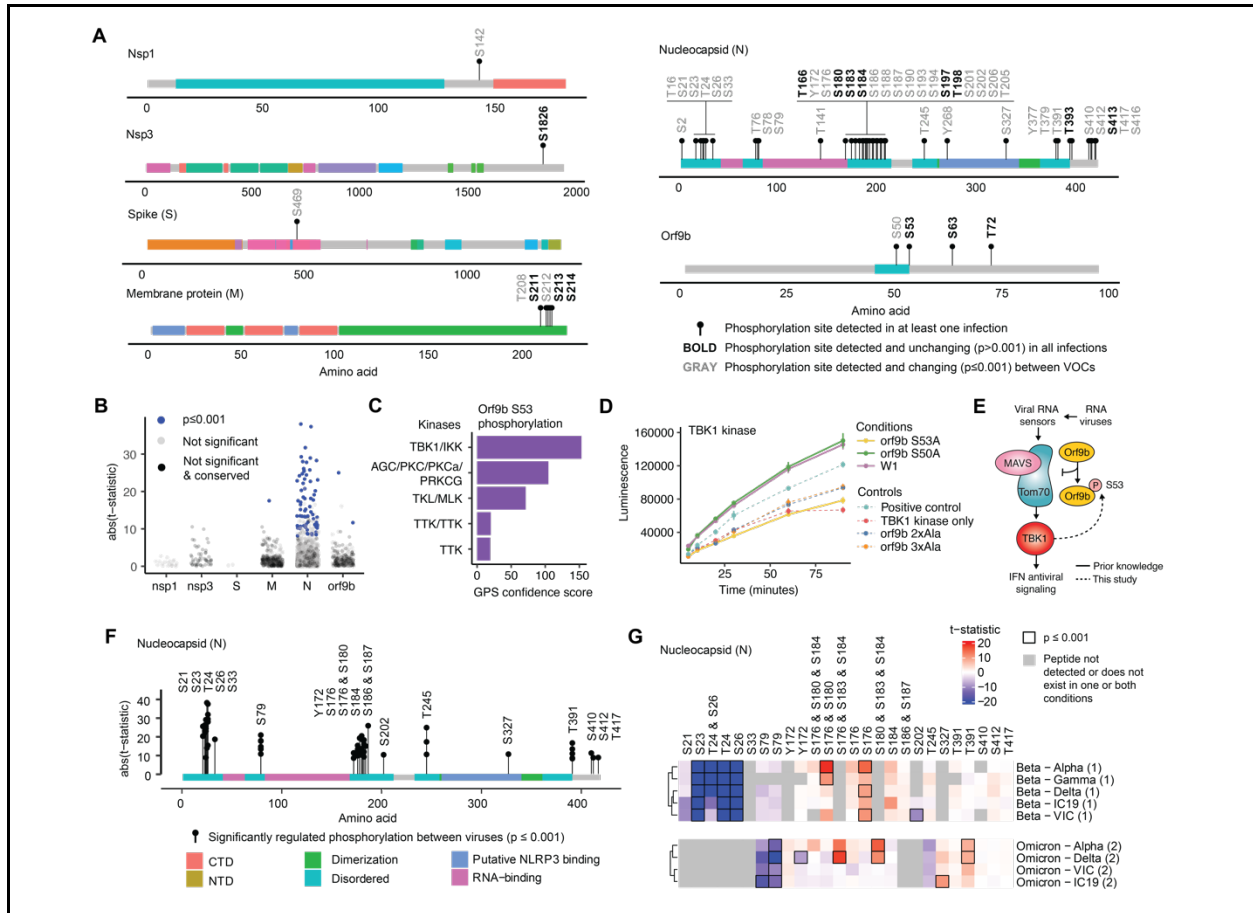 A
Nsp1
S142
0 50 100 150
Nsp3
S1826
0 500 1000 1500 2000
Spike (S)
S469
0 500 1000
Membrane protein (M)
T208
S211
S212
S213
S214
0 50 100 150 200
Amino acid
Nucleocapsid (N)
S2
T16
S21
S23
T24
S26
S33
T76
S78
S79
T141
T166
Y172
S176
S180
S183
S184
S186
S187
S188
S190
S193
S194
S197
T198
S201
S202
S206
T205
T245
Y268
S327
Y377
T379
T391
T393
S410
S412
S413
T417
S416
0 100 200 300 400
Orf9b
S50
S53
S63
T72
0 25 50 75 100
Amino acid
Phosphorylation site detected in at least one infection
BOLD Phosphorylation site detected and unchanging (p>0.001) in all infections
GRAY Phosphorylation site detected and changing (p≤0.001) between VOCs
B
p≤0.001
Not significant
Not significant
& conserved
abs(t−statistic)
30
20
10
0
nsp1 nsp3 S M N orf9b
C
Kinases
Orf9b S53
phosphorylation
TBK1/IKK
AGC/PKC/PKCa/
PRKCG
TKL/MLK
TTK/TTK
TTK
0 50 100 150
GPS confidence score
D
TBK1 kinase
Luminescence
160000
120000
80000
40000
25 50 75
Time (minutes)
Conditions
orf9b S53A
orf9b S50A
W1
Controls
Positive control
TBK1 kinase only
orf9b 2xAla
orf9b 3xAla
E
Viral RNA
sensors
RNA
viruses
MAVS
Tom70
Orf9b
Orf9b
P
S53
TBK1
IFN antiviral
signaling
Prior knowledge
This study
F
Nucleocapsid (N)
S21
S23
T24
S26
S33
S79
Y172
S176
S176 & S180
S184
S186 & S187
S202
T245
S327
T391
S410
S412
T417
abs(t−statistic)
40
30
20
10
0
0 100 200 300 400
Amino acid
Significantly regulated phosphorylation between viruses (p ≤ 0.001)
CTD
NTD
Dimerization
Disordered
Putative NLRP3 binding
RNA−binding
G
Nucleocapsid (N)
t−statistic
20
10
0
−10
−20
p ≤ 0.001
Peptide not
detected or does not
exist in one or both
conditions
S21
S23
T24 & S26
T24
S26
S33
S79
S79
Y172
Y172
S176 & S180 & S184
S176 & S180
S176 & S183 & S184
S176
S176
S180 & S183 & S184
S184
S186 & S187
S202
T245
S327
T391
T391
S410
S412
T417
Beta − Alpha (1)
Beta − Gamma (1)
Beta − Delta (1)
Beta − IC19 (1)
Beta − VIC (1)
Omicron − Alpha (2)
Omicron − Delta (2)
Omicron − VIC (2)
Omicron − IC19 (2)